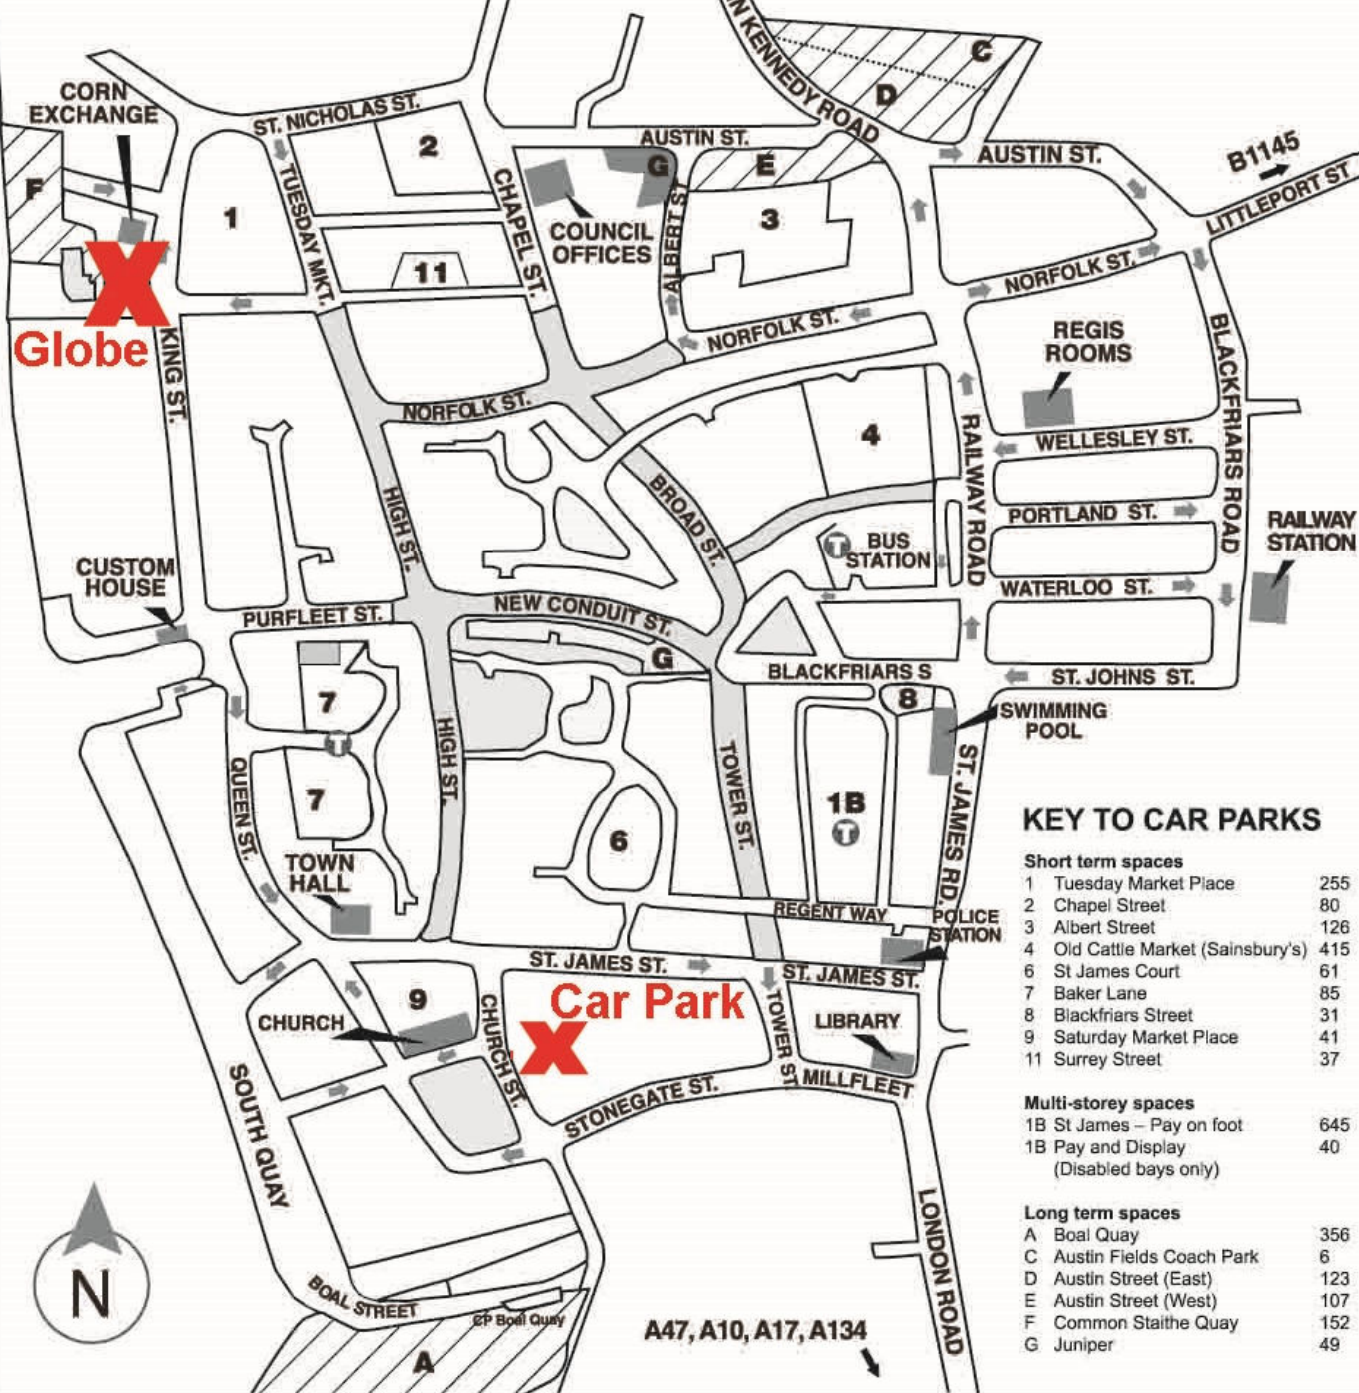 N KENNEDY ROAD
C
D
CORN
EXCHANGE
ST. NICHOLAS ST.
2
AUSTIN ST.
AUSTIN ST.
B1145
LITTLEPORT ST
F
1
TUESDAY MKT.
CHAPEL ST.
G
E
COUNCIL
OFFICES
ALBERT ST
3
11
NORFOLK ST.
NORFOLK ST.
X
Globe
KING ST.
REGIS
ROOMS
BLACKFRIARS ROAD
NORFOLK ST.
4
RAILWAY ROAD
WELLESLEY ST.
HIGH ST.
BROAD ST.
PORTLAND ST.
RAILWAY
STATION
T
BUS
STATION
CUSTOM
HOUSE
WATERLOO ST.
PURFLEET ST.
NEW CONDUIT ST.
G
BLACKFRIARS S
ST. JOHNS ST.
7
T
8
SWIMMING
POOL
QUEEN ST.
HIGH ST.
TOWER ST.
ST. JAMES RD.
7
1B
T
6
TOWN
HALL
REGENT WAY
POLICE
STATION
ST. JAMES ST.
ST. JAMES ST.
9
CHURCH
CHURCH ST.
Car Park
X
TOWER ST.
LIBRARY
MILLFLEET
STONEGATE ST.
SOUTH QUAY
LONDON ROAD
N
BOAL STREET
CP Boal Quay
A
A47, A10, A17, A134
KEY TO CAR PARKS
Short term spaces
1 Tuesday Market Place 255
2 Chapel Street 80
3 Albert Street 126
4 Old Cattle Market (Sainsbury's) 415
6 St James Court 61
7 Baker Lane 85
8 Blackfriars Street 31
9 Saturday Market Place 41
11 Surrey Street 37
Multi-storey spaces
1B St James – Pay on foot 645
1B Pay and Display 40
(Disabled bays only)
Long term spaces
A Boal Quay 356
C Austin Fields Coach Park 6
D Austin Street (East) 123
E Austin Street (West) 107
F Common Staithe Quay 152
G Juniper 49